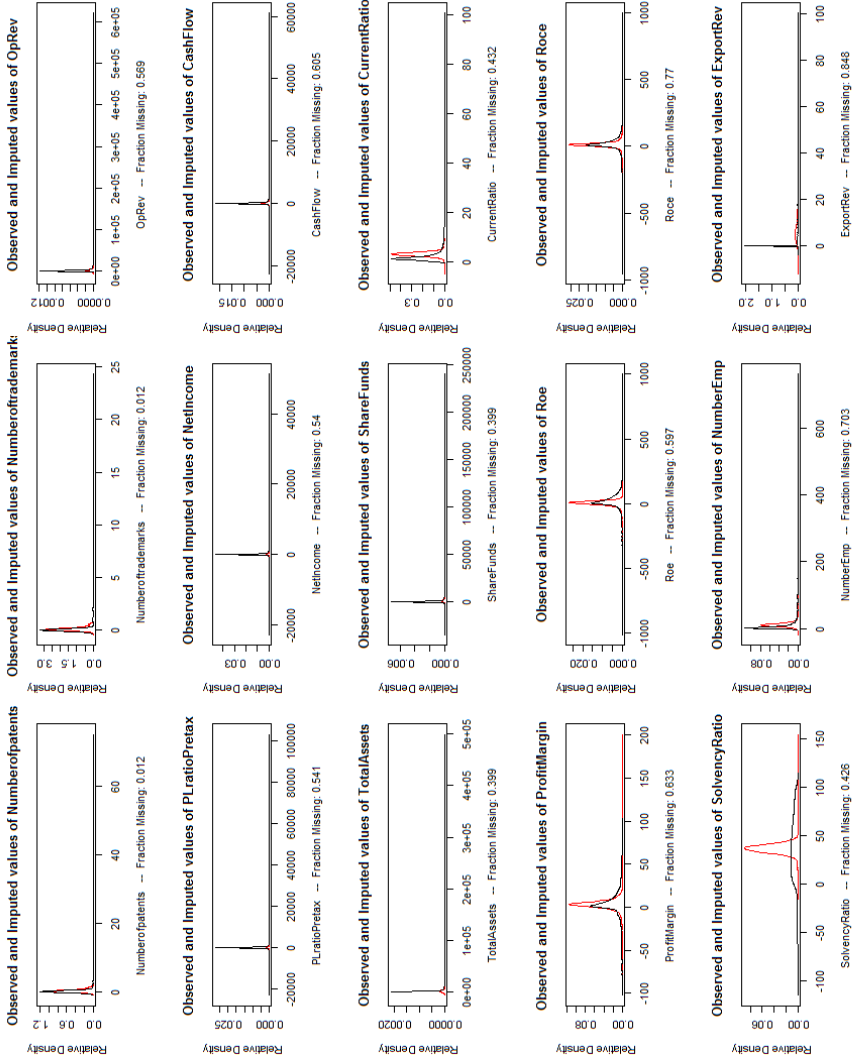 Observed and Imputed values of Numberofpatents
Relative Density
0.0 0.6 1.2
0 20 40 60
Numberofpatents -- Fraction Missing: 0.012
Observed and Imputed values of Numberoftrademark
Relative Density
0.0 1.5 3.0
0 5 10 15 20 25
Numberoftrademarks -- Fraction Missing: 0.012
Observed and Imputed values of OpRev
Relative Density
0.0000 0.0012
0e+00 1e+05 2e+05 3e+05 4e+05 5e+05 6e+05
OpRev -- Fraction Missing: 0.569
Observed and Imputed values of PLratioPretax
Relative Density
0.000 0.025
-20000 0 20000 40000 60000 80000 100000
PLratioPretax -- Fraction Missing: 0.541
Observed and Imputed values of NetIncome
Relative Density
0.00 0.03
-20000 0 20000 40000
NetIncome -- Fraction Missing: 0.54
Observed and Imputed values of CashFlow
Relative Density
0.000 0.015
-20000 0 20000 40000 60000
CashFlow -- Fraction Missing: 0.605
Observed and Imputed values of TotalAssets
Relative Density
0.0000 0.0020
0e+00 1e+05 2e+05 3e+05 4e+05 5e+05
TotalAssets -- Fraction Missing: 0.399
Observed and Imputed values of ShareFunds
Relative Density
0.000 0.006
0 50000 100000 150000 200000 250000
ShareFunds -- Fraction Missing: 0.399
Observed and Imputed values of CurrentRatio
Relative Density
0.0 0.3
0 20 40 60 80 100
CurrentRatio -- Fraction Missing: 0.432
Observed and Imputed values of ProfitMargin
Relative Density
0.00 0.08
-100 -50 0 50 100 150 200
ProfitMargin -- Fraction Missing: 0.633
Observed and Imputed values of Roe
Relative Density
0.000 0.020
-1000 -500 0 500 1000
Roe -- Fraction Missing: 0.597
Observed and Imputed values of Roce
Relative Density
0.000 0.025
-1000 -500 0 500 1000
Roce -- Fraction Missing: 0.77
Observed and Imputed values of SolvencyRatio
Relative Density
0.00 0.06
-100 -50 0 50 100 150
SolvencyRatio -- Fraction Missing: 0.426
Observed and Imputed values of NumberEmp
Relative Density
0.00 0.08
0 200 400 600
NumberEmp -- Fraction Missing: 0.703
Observed and Imputed values of ExportRev
Relative Density
0.0 1.0 2.0
0 20 40 60 80 100
ExportRev -- Fraction Missing: 0.848